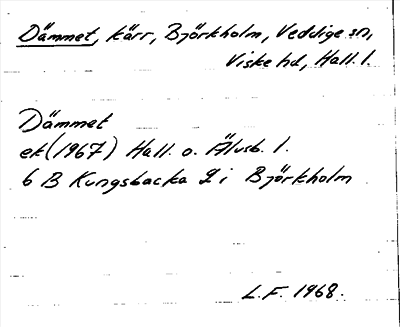 Dämmet, kärr, Björkholm, Veddige sn,
Viske hd, Hall. l.
Dämmet
ek (1967) Hall. o. Älvsb. l.
6 B Kungsbacka 2 i Björkholm
L.F. 1968.